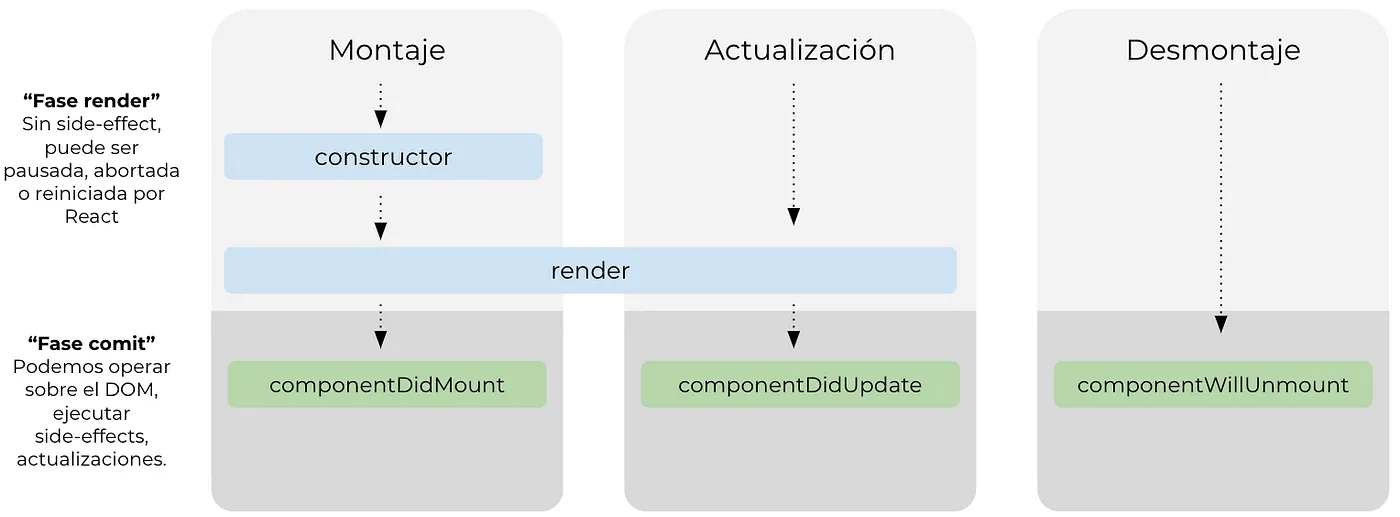 Montaje
Actualización
Desmontaje
“Fase render”
Sin side-effect,
puede ser
pausada, abortada
o reiniciada por
React
constructor
render
“Fase comit”
Podemos operar
sobre el DOM,
ejecutar
side-effects,
actualizaciones.
componentDidMount
componentDidUpdate
componentWillUnmount